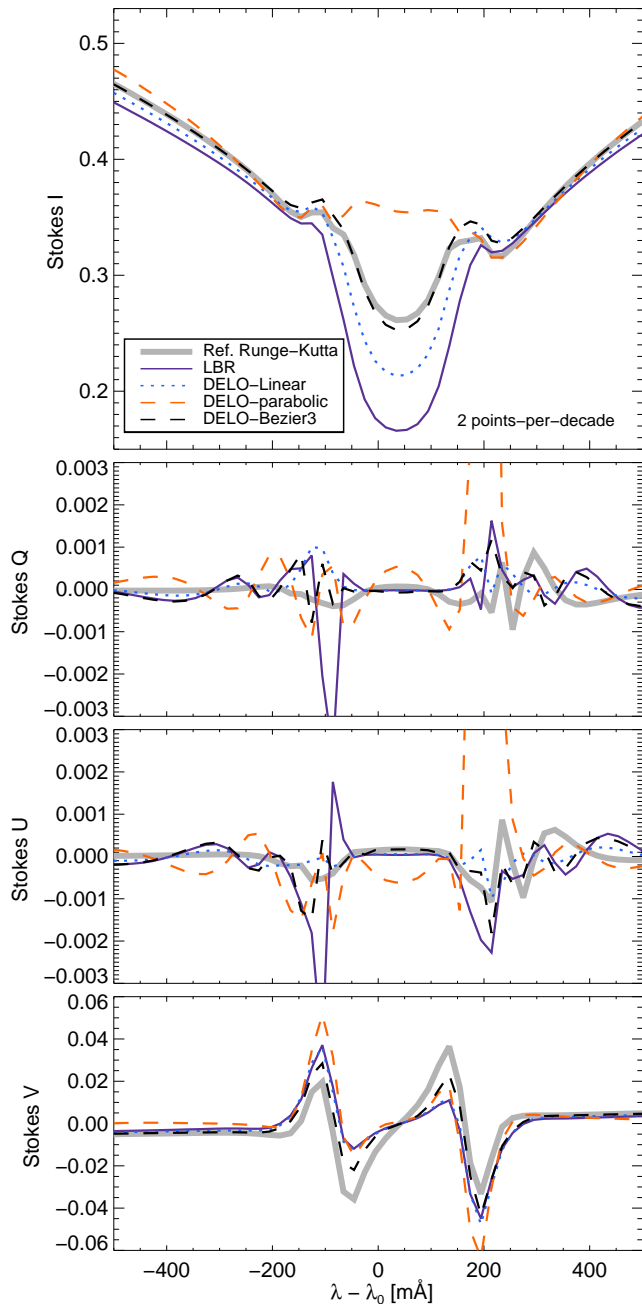 0.5
0.4
0.3
0.2
Stokes I
Ref. Runge−Kutta
LBR
DELO−Linear
DELO−parabolic
DELO−Bezier3
2 points−per−decade
0.003
0.002
0.001
0.000
−0.001
−0.002
−0.003
Stokes Q
0.003
0.002
0.001
0.000
−0.001
−0.002
−0.003
Stokes U
0.06
0.04
0.02
0.00
−0.02
−0.04
−0.06
Stokes V
−400 −200 0 200 400
λ − λ₀ [mÅ]